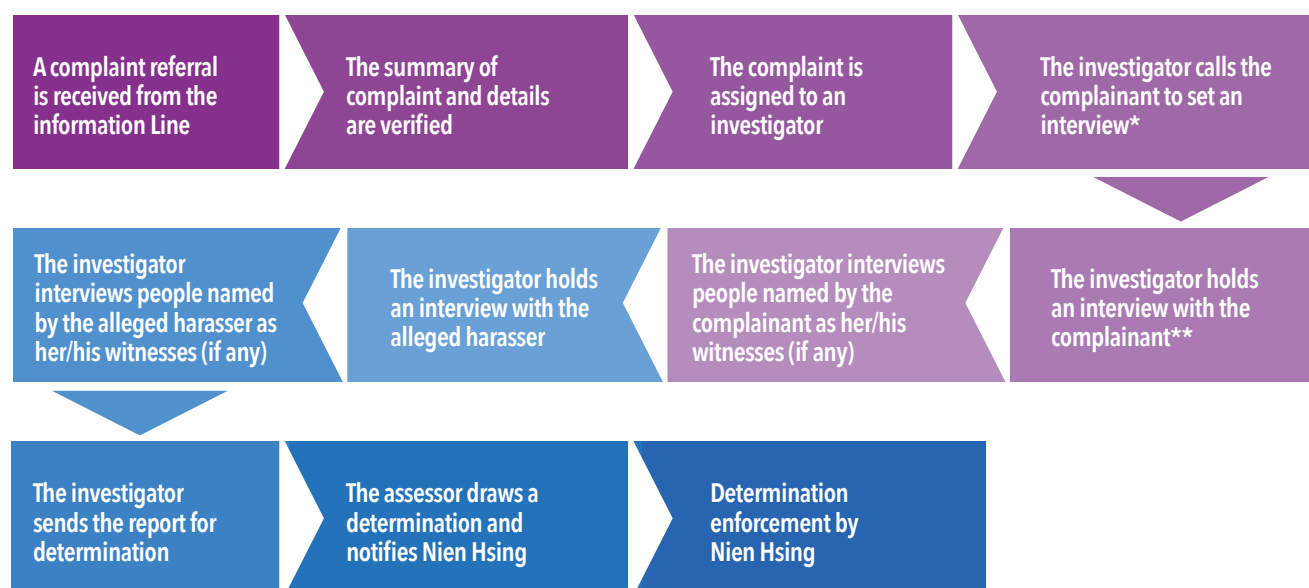 A complaint referral
is received from the
information Line
The summary of
complaint and details
are verified
The complaint is
assigned to an
investigator
The investigator calls the
complainant to set an
interview*
The investigator holds
an interview with the
complainant**
The investigator interviews
people named by the
complainant as her/his
witnesses (if any)
The investigator holds
an interview with the
alleged harasser
The investigator
interviews people named
by the alleged harasser as
her/his witnesses (if any)
The investigator
sends the report for
determination
The assessor draws a
determination and
notifies Nien Hsing
Determination
enforcement by
Nien Hsing